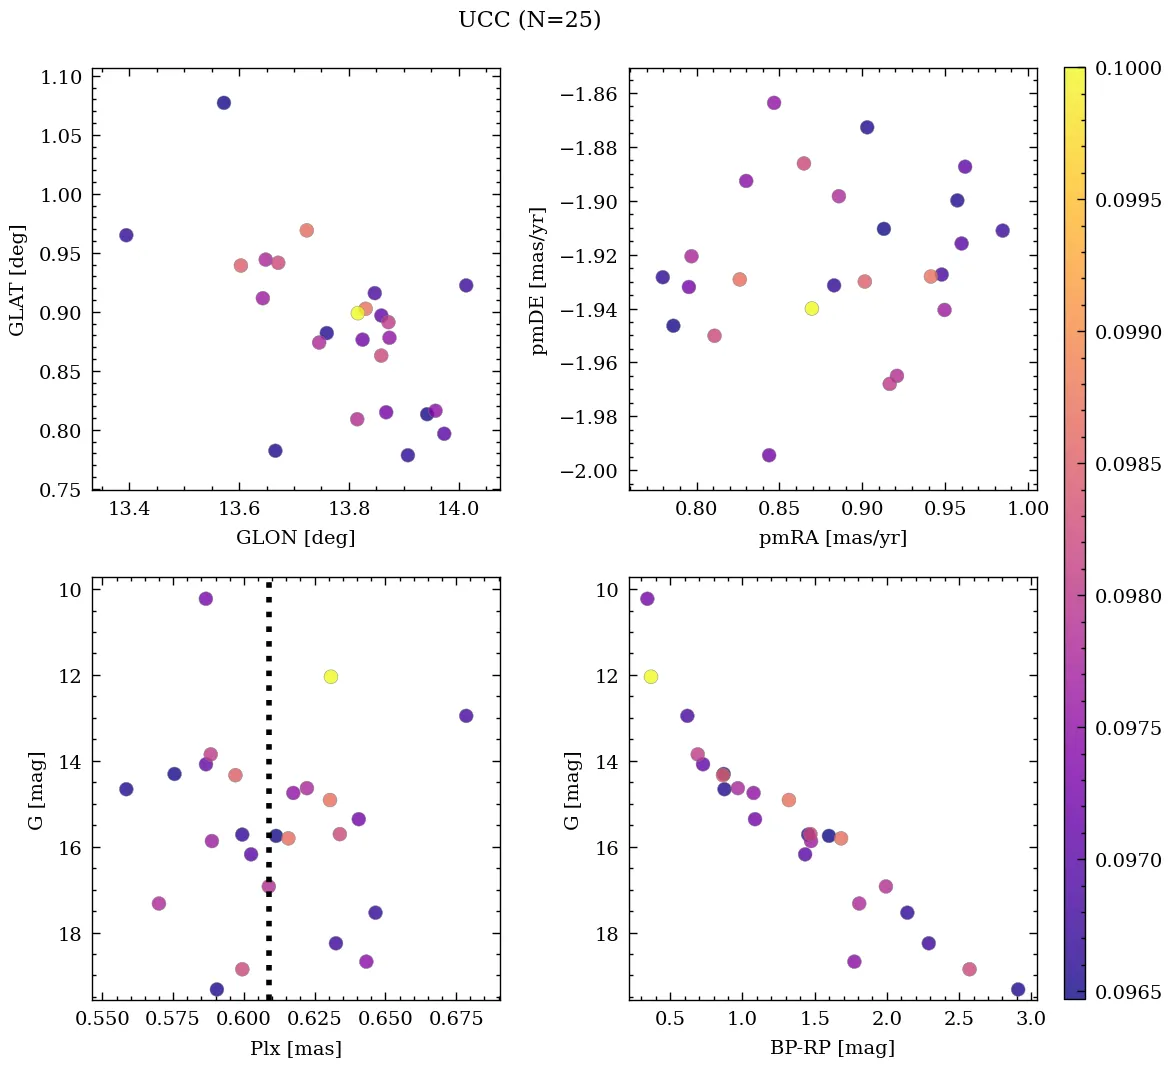 UCC (N=25)
1.10
1.05
1.00
0.95
0.90
0.85
0.80
0.75
13.4 13.6 13.8 14.0
GLON [deg]
GLAT [deg]
−1.86
−1.88
−1.90
−1.92
−1.94
−1.96
−1.98
−2.00
0.80 0.85 0.90 0.95 1.00
pmRA [mas/yr]
pmDE [mas/yr]
10
12
14
16
18
0.550 0.575 0.600 0.625 0.650 0.675
Plx [mas]
G [mag]
10
12
14
16
18
0.5 1.0 1.5 2.0 2.5 3.0
BP-RP [mag]
G [mag]
0.1000
0.0995
0.0990
0.0985
0.0980
0.0975
0.0970
0.0965